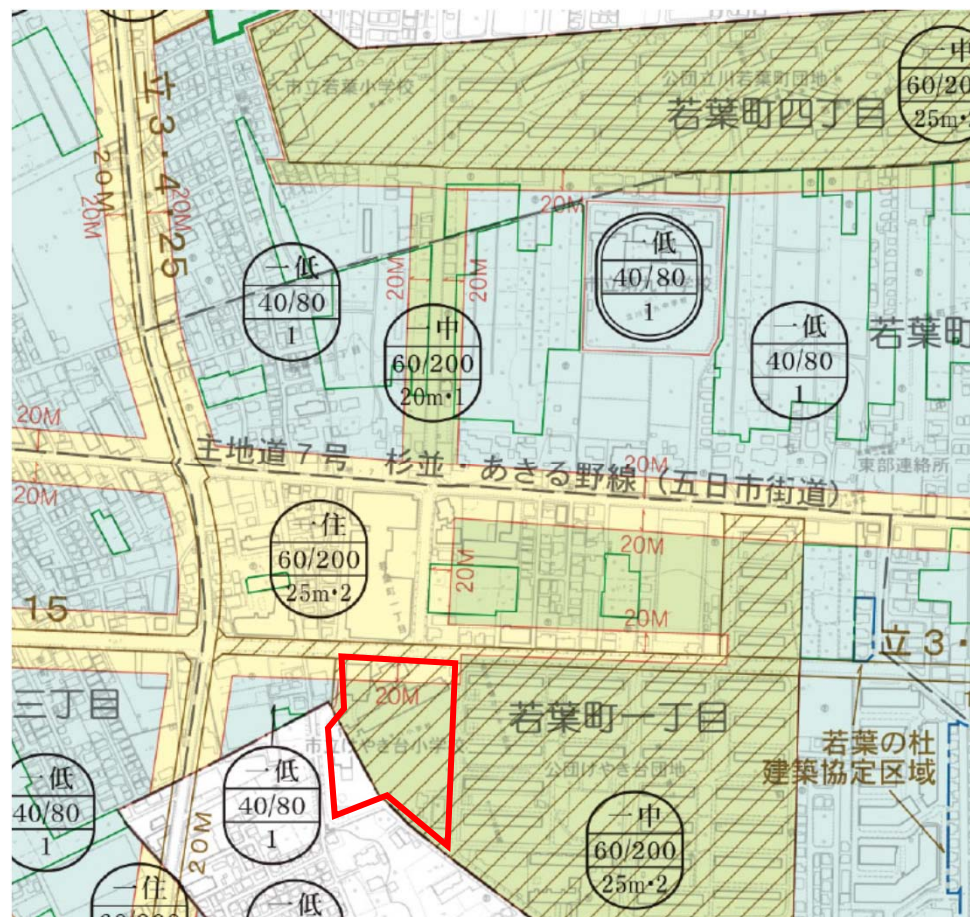 市立若葉小学校
公団立川若葉町団地
一中
60/200
25m・2
若葉町四丁目
立3・4・25
20M
20M
20M
20M
一低
40/80
1
20M
20M
一中
60/200
20m・1
一低
40/80
1
一低
40/80
1
若葉町
20M
20M
主地道7号 杉並・あきる野線(五日市街道)
20M
東部連絡所
一住
60/200
25m・2
若葉町一丁目
20M
20M
20M
15
立3・
三丁目
20M
市立けやき台小学校
若葉町一丁目
公団けやき台団地
若葉の杜
建築協定区域
一低
40/80
1
一低
40/80
1
20M
一中
60/200
25m・2
一住
一低